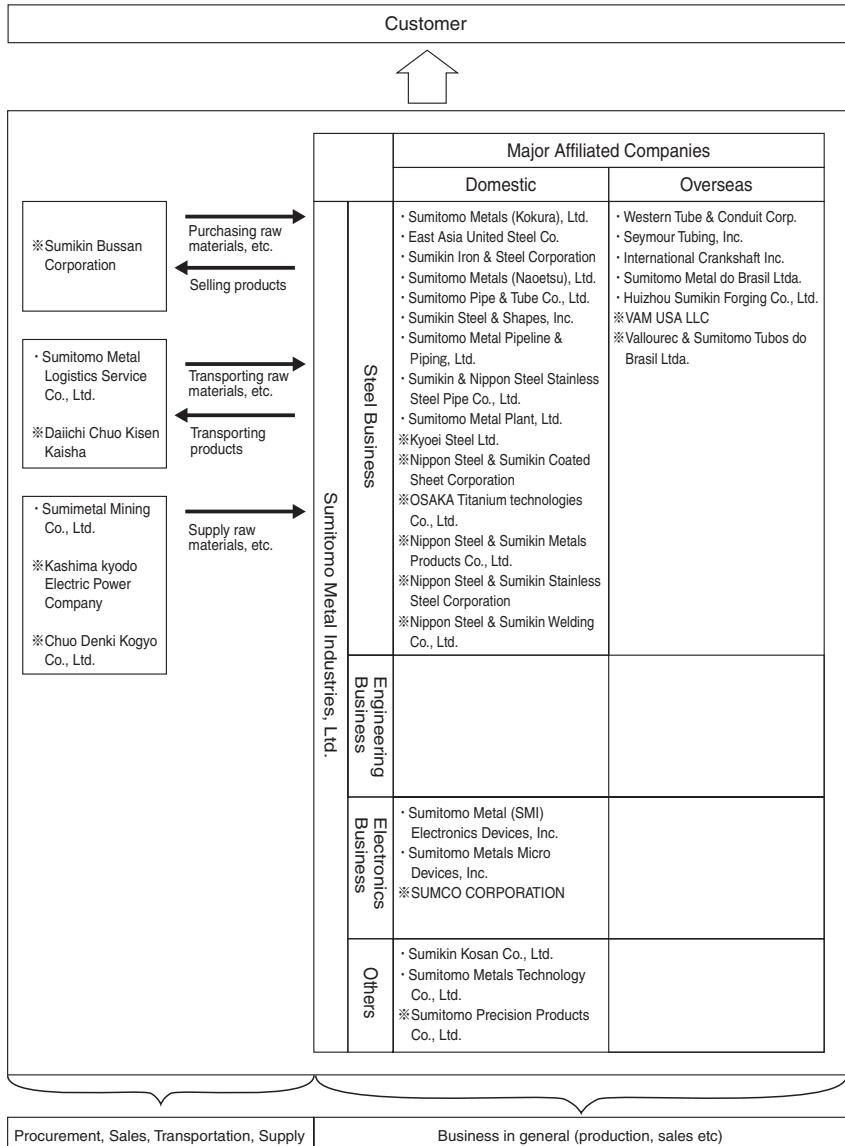 Customer
Major Affiliated Companies
Domestic
Overseas
※Sumikin Bussan
Corporation
Purchasing raw
materials, etc.
Selling products
・Sumitomo Metal
Logistics Service
Co., Ltd.
※Daiichi Chuo Kisen
Kaisha
Transporting raw
materials, etc.
Transporting
products
・Sumimetal Mining
Co., Ltd.
※Kashima kyodo
Electric Power
Company
※Chuo Denki Kogyo
Co., Ltd.
Supply raw
materials, etc.
Sumitomo Metal Industries, Ltd.
Steel Business
・Sumitomo Metals (Kokura), Ltd.
・East Asia United Steel Co.
・Sumikin Iron & Steel Corporation
・Sumitomo Metals (Naoetsu), Ltd.
・Sumitomo Pipe & Tube Co., Ltd.
・Sumikin Steel & Shapes, Inc.
・Sumitomo Metal Pipeline &
Piping, Ltd.
・Sumikin & Nippon Steel Stainless
Steel Pipe Co., Ltd.
・Sumitomo Metal Plant, Ltd.
※Kyoei Steel Ltd.
※Nippon Steel & Sumikin Coated
Sheet Corporation
※OSAKA Titanium technologies
Co., Ltd.
※Nippon Steel & Sumikin Metals
Products Co., Ltd.
※Nippon Steel & Sumikin Stainless
Steel Corporation
※Nippon Steel & Sumikin Welding
Co., Ltd.
・Western Tube & Conduit Corp.
・Seymour Tubing, Inc.
・International Crankshaft Inc.
・Sumitomo Metal do Brasil Ltda.
・Huizhou Sumikin Forging Co., Ltd.
※VAM USA LLC
※Vallourec & Sumitomo Tubos do
Brasil Ltda.
Engineering
Business
Electronics
Business
・Sumitomo Metal (SMI)
Electronics Devices, Inc.
・Sumitomo Metals Micro
Devices, Inc.
※SUMCO CORPORATION
Others
・Sumikin Kosan Co., Ltd.
・Sumitomo Metals Technology
Co., Ltd.
※Sumitomo Precision Products
Co., Ltd.
Procurement, Sales, Transportation, Supply
Business in general (production, sales etc)